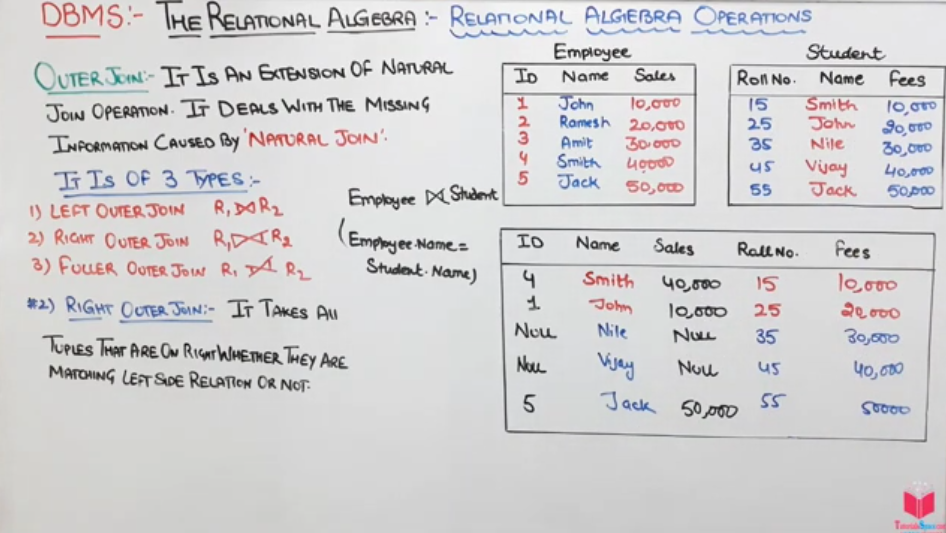 DBMS:- THE RELATIONAL ALGEBRA:- RELATIONAL ALGEBRA OPERATIONS
OUTER JOIN:- IT IS AN EXTENSION OF NATURAL
JOIN OPERATION. IT DEALS WITH THE MISSING
INFORMATION CAUSED BY 'NATURAL JOIN'.
IT IS OF 3 TYPES:-
1) LEFT OUTER JOIN R1 ⟕ R2
2) RIGHT OUTER JOIN R1 ⟖ R2
3) FULLER OUTER JOIN R1 ⟗ R2
#2) RIGHT OUTER JOIN:- IT TAKES All
TUPLES THAT ARE ON RIGHT WHETHER THEY ARE
MATCHING LEFT SIDE RELATION OR NOT.
Employee
ID Name Sales
1 John 10,000
2 Ramesh 20,000
3 Amit 30,000
4 Smith 40000
5 Jack 50,000
Student
Roll No. Name Fees
15 Smith 10,000
25 John 20,000
35 Nile 30,000
45 Vijay 40,000
55 Jack 50,000
Employee ⟖ Student
(Employee.Name =
Student.Name)
ID Name Sales Roll No. Fees
4 Smith 40,000 15 10,000
1 John 10,000 25 20,000
Null Nile Null 35 30,000
Null Vijay Null 45 40,000
5 Jack 50,000 55 50000